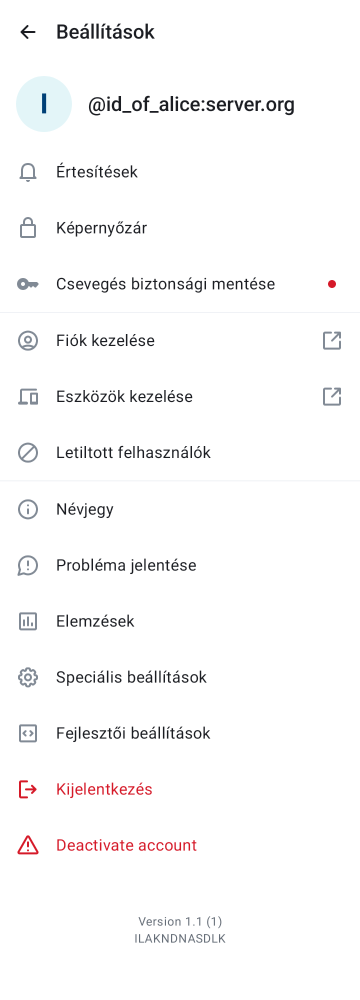 Beállítások
I
@id_of_alice:server.org
Értesítések
Képernyőzár
Csevegés biztonsági mentése
Fiók kezelése
Eszközök kezelése
Letiltott felhasználók
Névjegy
Probléma jelentése
Elemzések
Speciális beállítások
Fejlesztői beállítások
Kijelentkezés
Deactivate account
Version 1.1 (1)
ILAKNDNASDLK